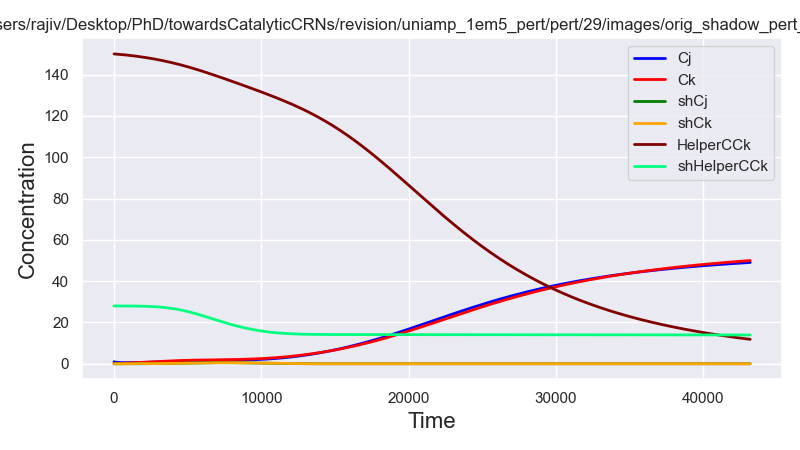 sers/rajiv/Desktop/PhD/towardsCatalyticCRNs/revision/uniamp_1em5_pert/pert/29/images/orig_shadow_pert_
Concentration
140
120
100
80
60
40
20
0
Cj
Ck
shCj
shCk
HelperCCk
shHelperCCk
0 10000 20000 30000 40000
Time